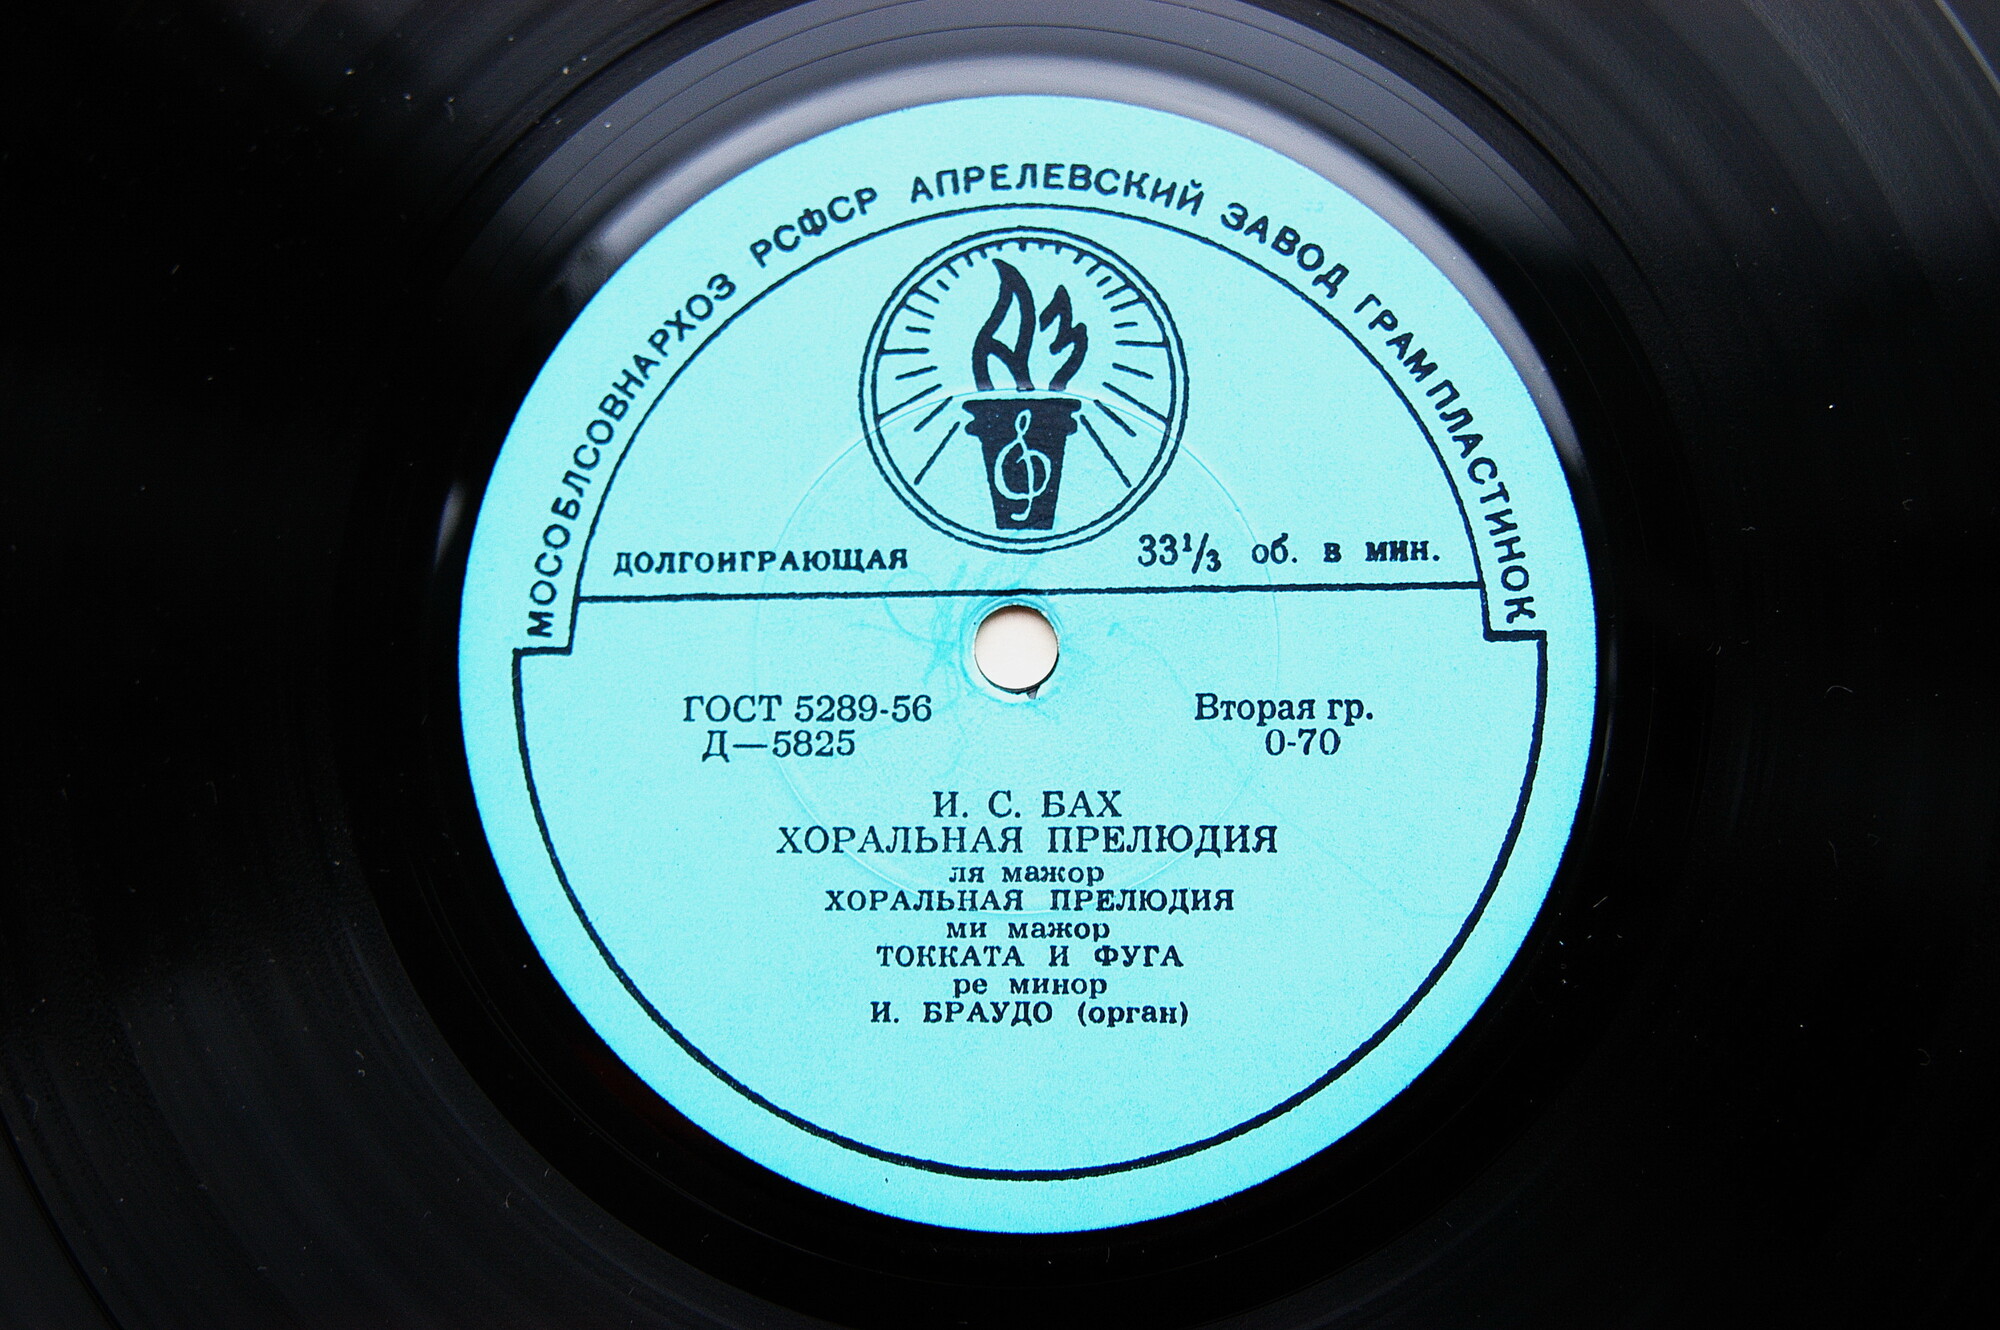 МОСОБЛСОВНАРХОЗ РСФСР АПРЕЛЕВСКИЙ ЗАВОД ГРАМПЛАСТИНОК
АЗ
ДОЛГОИГРАЮЩАЯ 33⅓ об. в мин.
ГОСТ 5289-56 Вторая гр.
Д—5825 0-70
И. С. БАХ
ХОРАЛЬНАЯ ПРЕЛЮДИЯ
ля мажор
ХОРАЛЬНАЯ ПРЕЛЮДИЯ
ми мажор
ТОККАТА И ФУГА
ре минор
И. БРАУДО (орган)